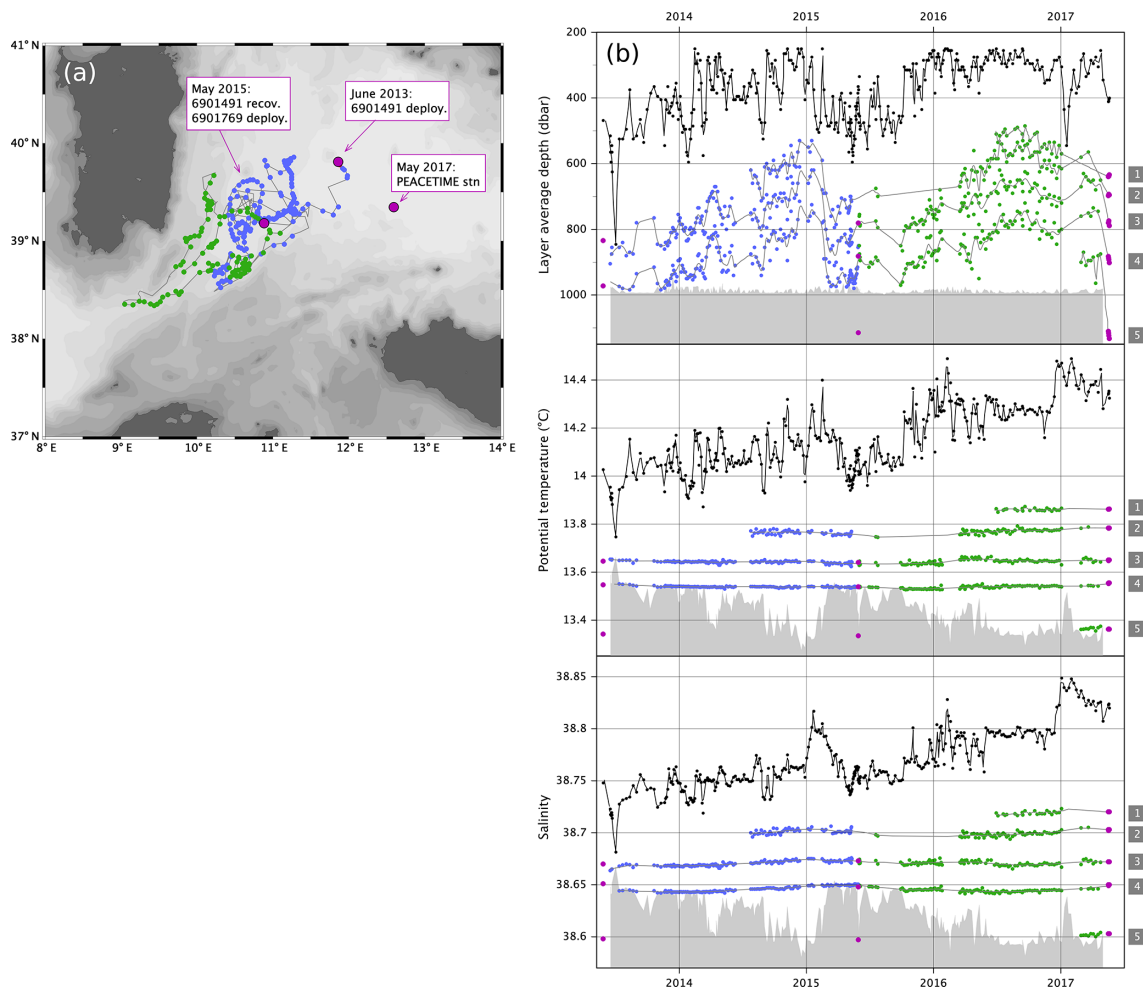 (a)
41° N
40° N
39° N
38° N
37° N
8° E
9° E
10° E
11° E
12° E
13° E
14° E
May 2015:
6901491 recov.
6901769 deploy.
June 2013:
6901491 deploy.
May 2017:
PEACETIME stn
(b)
2014
2015
2016
2017
Layer average depth (dbar)
200
400
600
800
1000
1
2
3
4
5
Potential temperature (°C)
14.4
14.2
14
13.8
13.6
13.4
1
2
3
4
5
Salinity
38.85
38.8
38.75
38.7
38.65
38.6
1
2
3
4
5
2014
2015
2016
2017